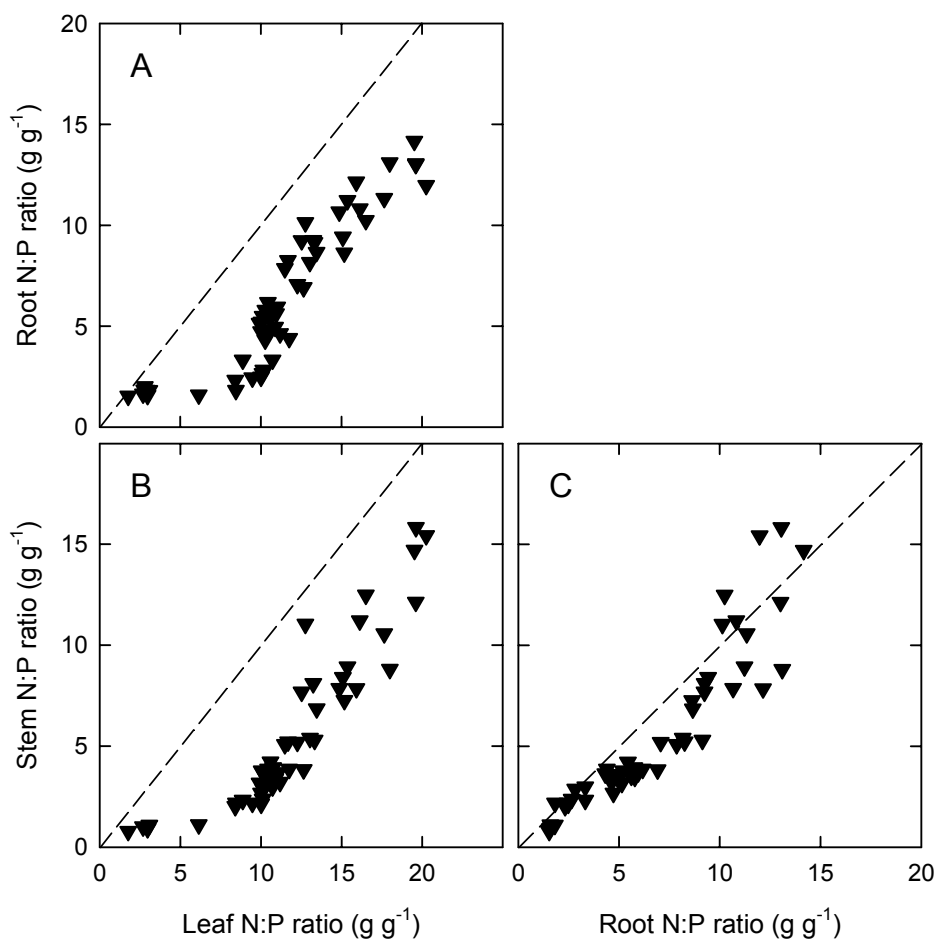 20
A
15
Root N:P ratio (g g⁻¹)
10
5
0
B
C
15
Stem N:P ratio (g g⁻¹)
10
5
0
0 5 10 15 20
0 5 10 15 20
Leaf N:P ratio (g g⁻¹)
Root N:P ratio (g g⁻¹)